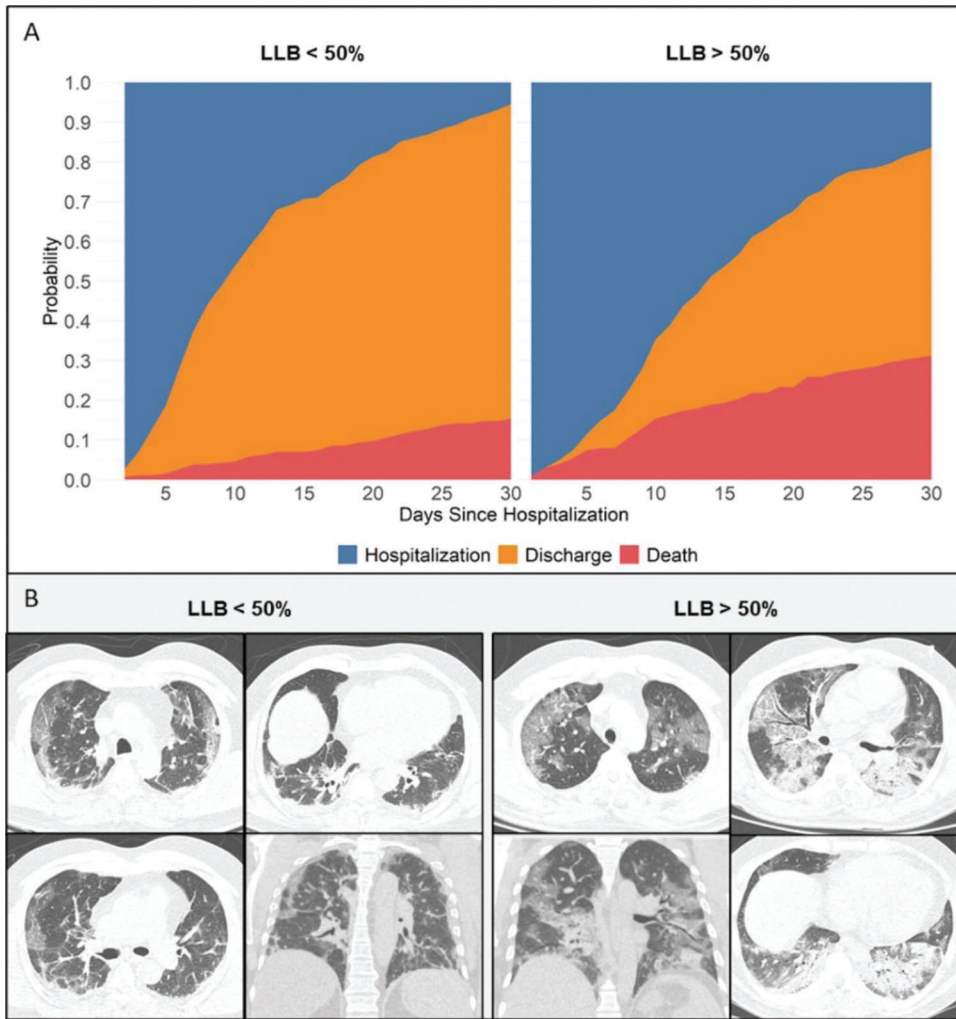 A
LLB < 50%
LLB > 50%
Probability
1.0
0.9
0.8
0.7
0.6
0.5
0.4
0.3
0.2
0.1
0.0
5 10 15 20 25 30
5 10 15 20 25 30
Days Since Hospitalization
Hospitalization Discharge Death
B
LLB < 50%
LLB > 50%